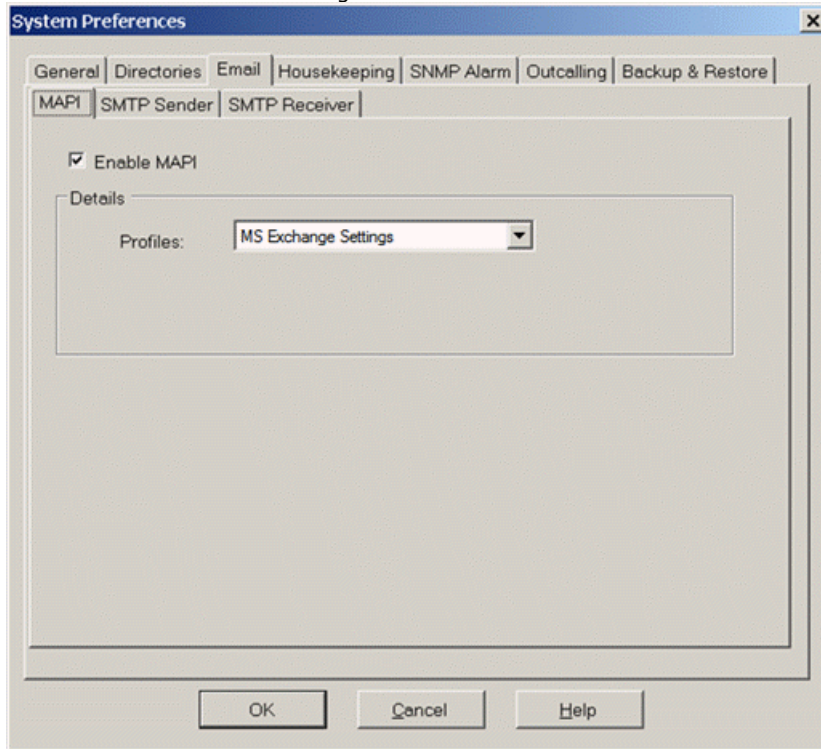 System Preferences
General Directories Email Housekeeping SNMP Alarm Outcalling Backup & Restore
MAPI SMTP Sender SMTP Receiver
Enable MAPI
Details
Profiles: MS Exchange Settings
OK Cancel Help